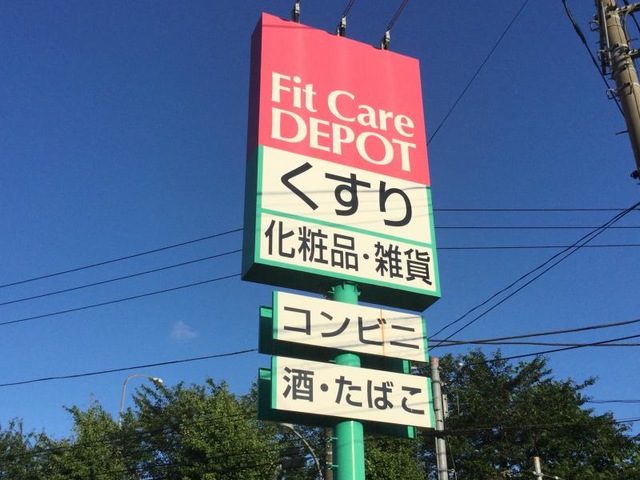 Fit Care
DEPOT
くすり
化粧品・雑貨
コンビニ
酒・たばこ